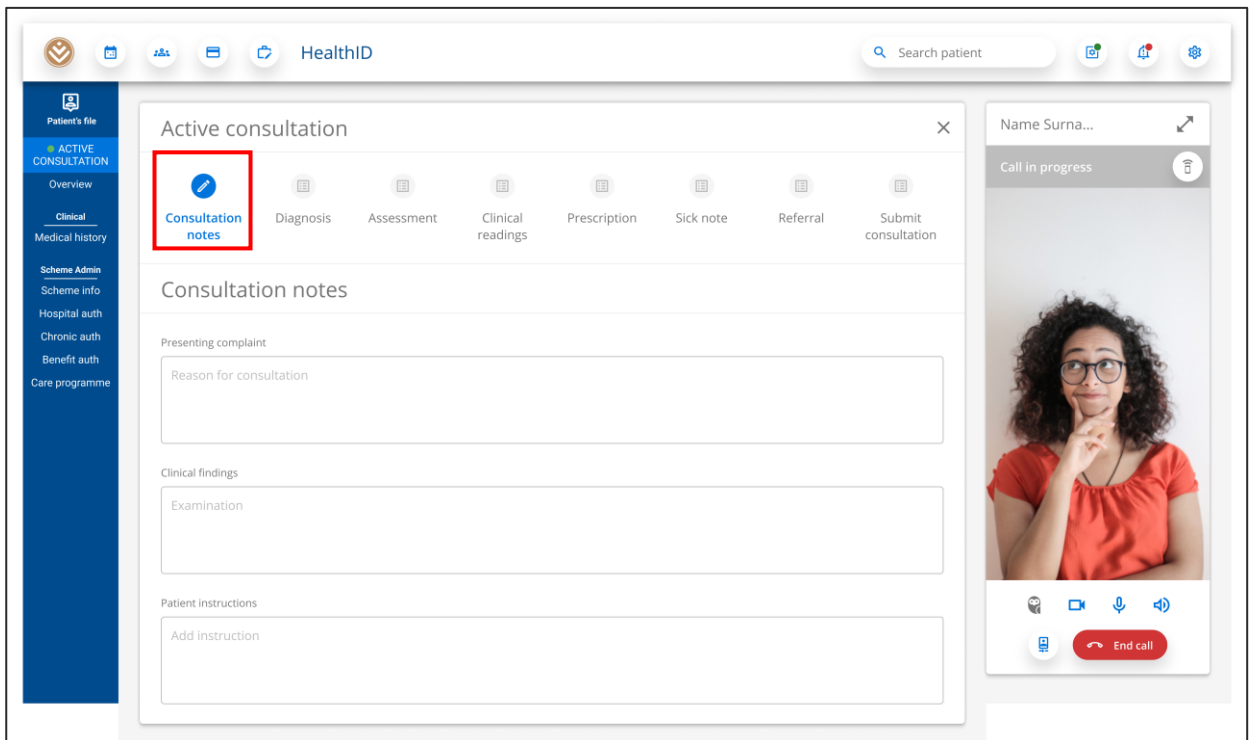 HealthID
Search patient
Patient's file
ACTIVE
CONSULTATION
Overview
Clinical
Medical history
Scheme Admin
Scheme info
Hospital auth
Chronic auth
Benefit auth
Care programme
Active consultation
Consultation
notes
Diagnosis
Assessment
Clinical
readings
Prescription
Sick note
Referral
Submit
consultation
Consultation notes
Presenting complaint
Reason for consultation
Clinical findings
Examination
Patient instructions
Add instruction
Name Surna...
Call in progress
End call